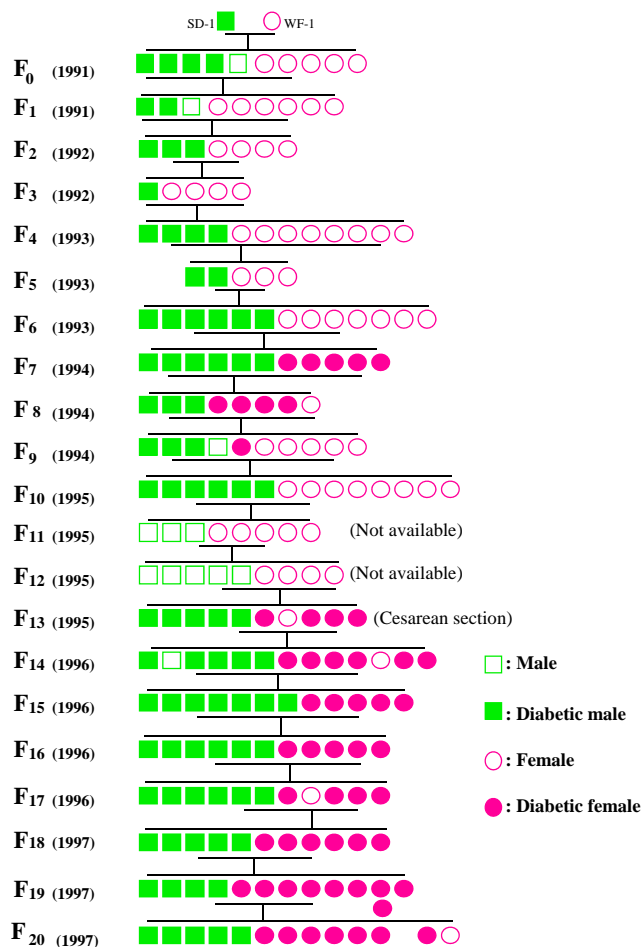 SD-1 WF-1
F0 (1991)
F1 (1991)
F2 (1992)
F3 (1992)
F4 (1993)
F5 (1993)
F6 (1993)
F7 (1994)
F8 (1994)
F9 (1994)
F10 (1995)
F11 (1995) (Not available)
F12 (1995) (Not available)
F13 (1995) (Cesarean section)
F14 (1996)
: Male
F15 (1996)
: Diabetic male
F16 (1996)
: Female
F17 (1996)
: Diabetic female
F18 (1997)
F19 (1997)
F20 (1997)